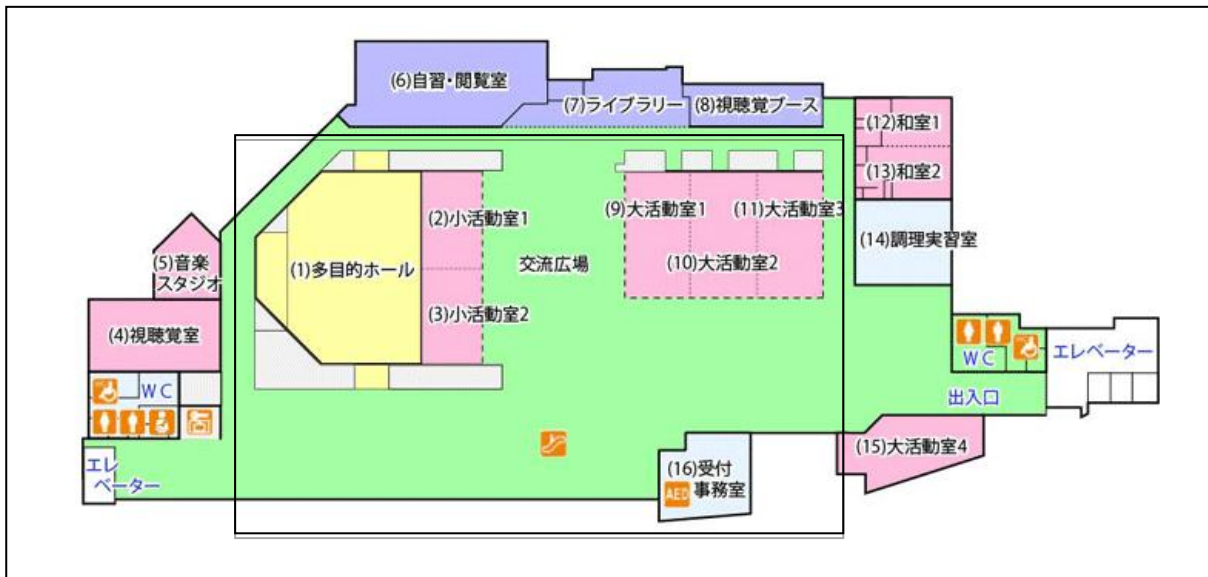 (6)自習・閲覧室
(7)ライブラリー
(8)視聴覚ブース
(12)和室1
(13)和室2
(2)小活動室1
(9)大活動室1
(11)大活動室3
(14)調理実習室
(5)音楽
スタジオ
(1)多目的ホール
交流広場
(10)大活動室2
(3)小活動室2
(4)視聴覚室
WC
エレベーター
WC
出入口
(15)大活動室4
エレ
ベーター
(16)受付
事務室
AED